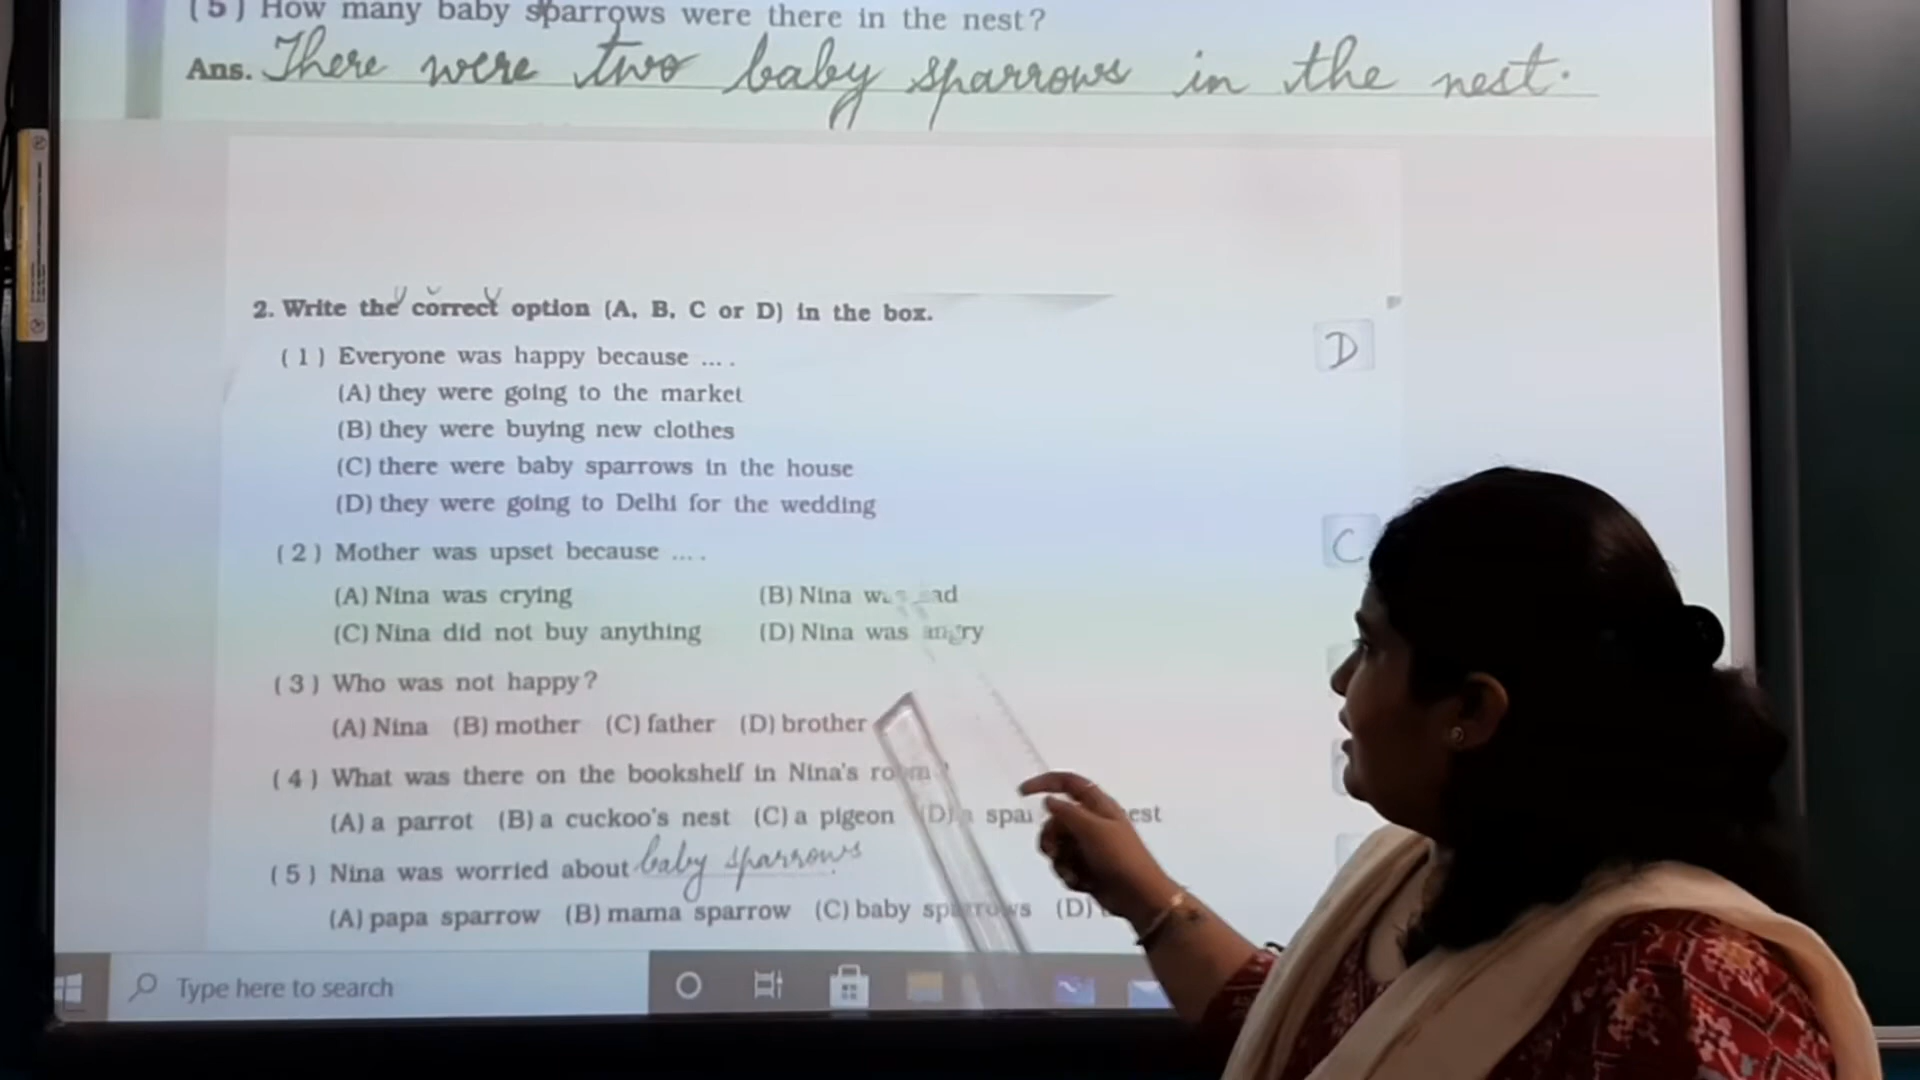 (5) How many baby sparrows were there in the nest?
Ans. There were two baby sparrows in the nest.
2. Write the correct option (A, B, C or D) in the box.
(1) Everyone was happy because .... D
(A) they were going to the market
(B) they were buying new clothes
(C) there were baby sparrows in the house
(D) they were going to Delhi for the wedding
(2) Mother was upset because .... C
(A) Nina was crying (B) Nina was sad
(C) Nina did not buy anything (D) Nina was angry
(3) Who was not happy?
(A) Nina (B) mother (C) father (D) brother
(4) What was there on the bookshelf in Nina's room?
(A) a parrot (B) a cuckoo's nest (C) a pigeon (D) a
(5) Nina was worried about baby sparrows
(A) papa sparrow (B) mama sparrow (C) baby sparrows (D)
Type here to search